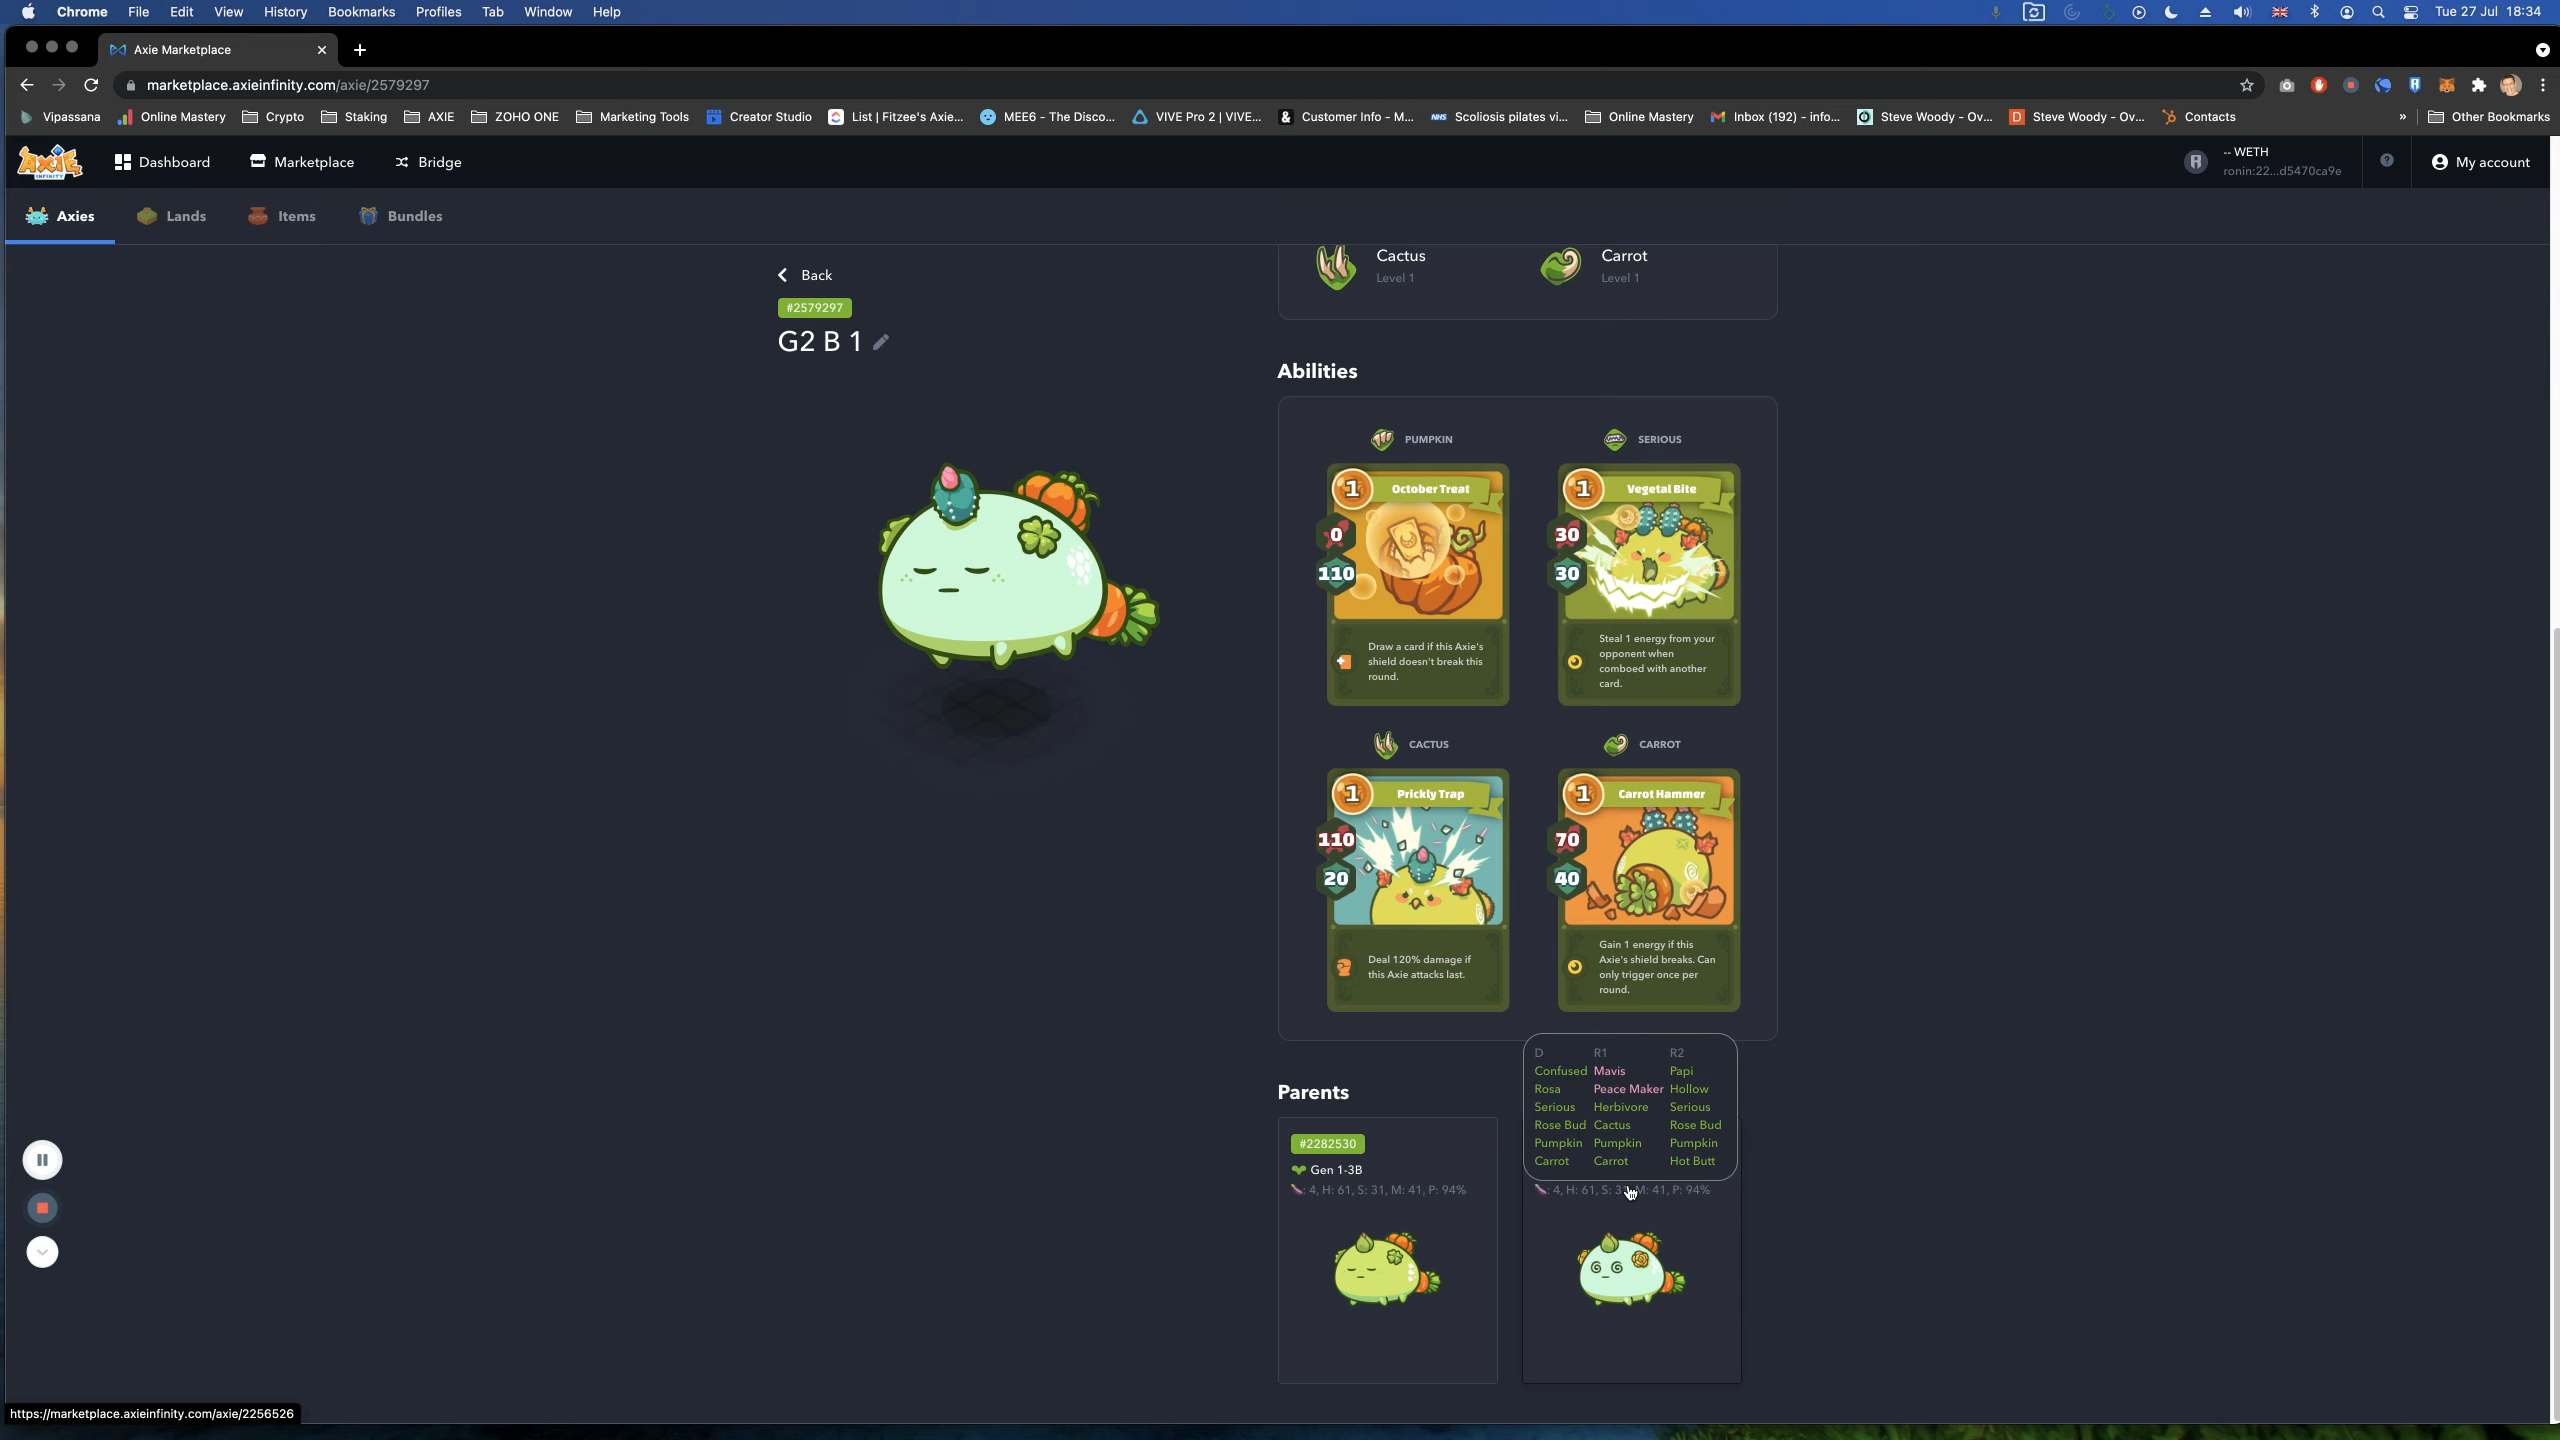 Chrome File Edit View History Bookmarks Profiles Tab Window Help
Tue 27 Jul 18:34
Axie Marketplace
marketplace.axieinfinity.com/axie/2579297
Vipassana Online Mastery Crypto Staking AXIE ZOHO ONE Marketing Tools Creator Studio List | Fitzee's Axie... MEE6 - The Disco... VIVE Pro 2 | VIVE... Customer Info - M... Scoliosis pilates vi... Online Mastery Inbox (192) - info... Steve Woody - Ov... Steve Woody - Ov... Contacts » Other Bookmarks
AXIE INFINITY
Dashboard Marketplace Bridge
-- WETH
ronin:22...d5470ca9e
?
My account
Axies Lands Items Bundles
Back
#2579297
G2 B 1
Cactus
Level 1
Carrot
Level 1
Abilities
PUMPKIN
1 October Treat
0
110
Draw a card if this Axie's
shield doesn't break this
round.
SERIOUS
1 Vegetal Bite
30
30
Steal 1 energy from your
opponent when
comboed with another
card.
CACTUS
1 Prickly Trap
110
20
Deal 120% damage if
this Axie attacks last.
CARROT
1 Carrot Hammer
70
40
Gain 1 energy if this
Axie's shield breaks. Can
only trigger once per
round.
Parents
#2282530
Gen 1-3B
: 4, H: 61, S: 31, M: 41, P: 94%
D R1 R2
Confused Mavis Papi
Rosa Peace Maker Hollow
Serious Herbivore Serious
Rose Bud Cactus Rose Bud
Pumpkin Pumpkin Pumpkin
Carrot Carrot Hot Butt
: 4, H: 61, S: 31, M: 41, P: 94%
https://marketplace.axieinfinity.com/axie/2256526